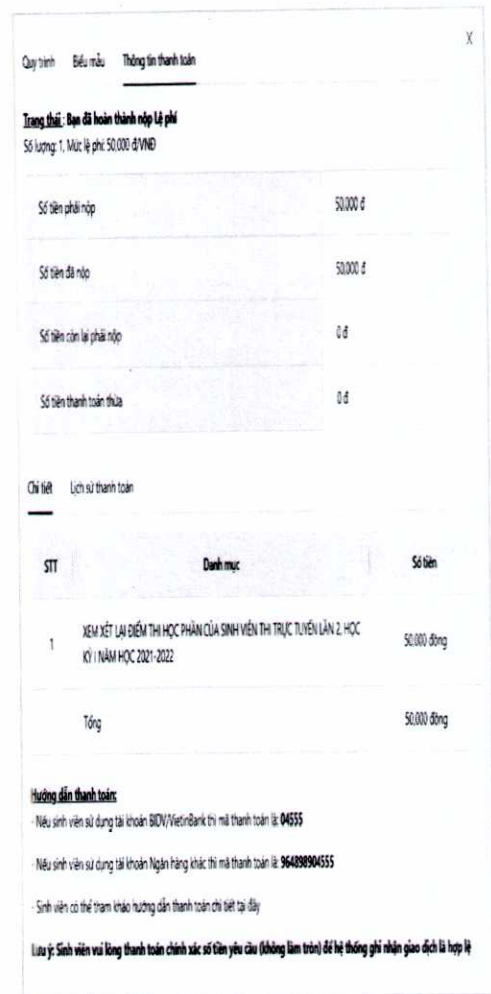 X
Quy trình Biểu mẫu Thông tin thanh toán
Trạng thái : Bạn đã hoàn thành nộp Lệ phí
Số lượng: 1, Mức lệ phí: 50,000 đ/VNĐ
Số tiền phải nộp 50,000 đ
Số tiền đã nộp 50,000 đ
Số tiền còn lại phải nộp 0 đ
Số tiền thanh toán thừa 0 đ
Chi tiết Lịch sử thanh toán
STT Danh mục Số tiền
1 XEM XÉT LẠI ĐIỂM THI HỌC PHẦN CỦA SINH VIÊN THI TRỰC TUYẾN LẦN 2, HỌC
KỲ I NĂM HỌC 2021-2022 50,000 đồng
Tổng 50,000 đồng
Hướng dẫn thanh toán:
- Nếu sinh viên sử dụng tài khoản BIDV/VietinBank thì mã thanh toán là: 04555
- Nếu sinh viên sử dụng tài khoản Ngân hàng khác thì mã thanh toán là: 964898904555
- Sinh viên có thể tham khảo hướng dẫn thanh toán chi tiết tại đây
Lưu ý: Sinh viên vui lòng thanh toán chính xác số tiền yêu cầu (không làm tròn) để hệ thống ghi nhận giao dịch là hợp lệ